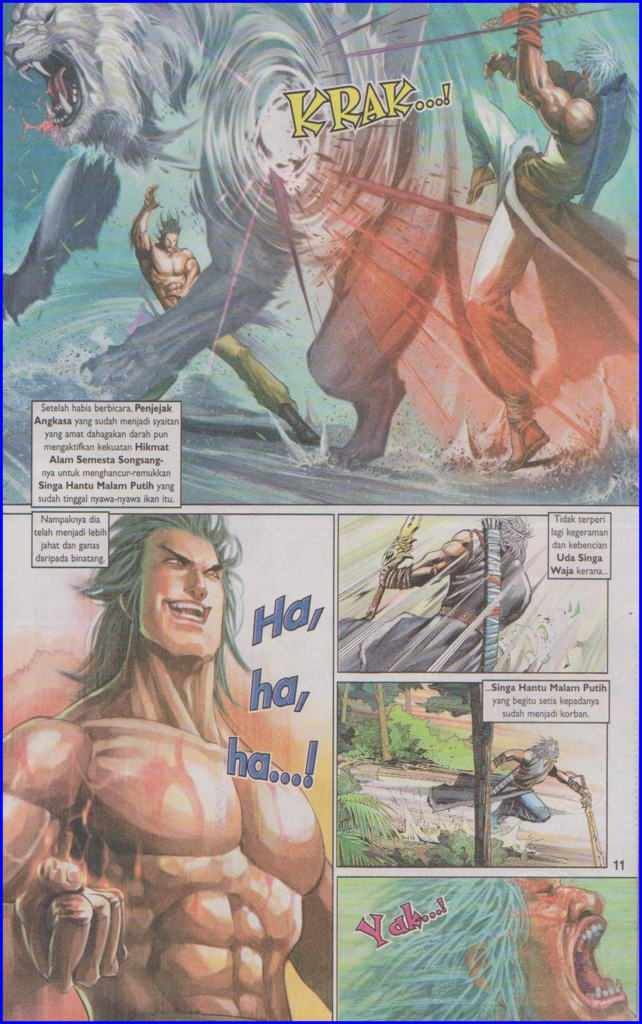 KRAK...!
Setelah habis berbicara, Penjejak
Angkasa yang sudah menjadi syaitan
yang amat dahagakan darah pun
mengaktifkan kekuatan Hikmat
Alam Semesta Songsang-
nya untuk menghancur-remukkan
Singa Hantu Malam Putih yang
sudah tinggal nyawa-nyawa ikan itu.
Nampaknya dia
telah menjadi lebih
jahat dan ganas
daripada binatang.
Ha,
ha,
ha...!
Tidak terperi
lagi kegeraman
dan kebencian
Uda Singa
Waja kerana...
...Singa Hantu Malam Putih
yang begitu setia kepadanya
sudah menjadi korban.
11
Yak...!